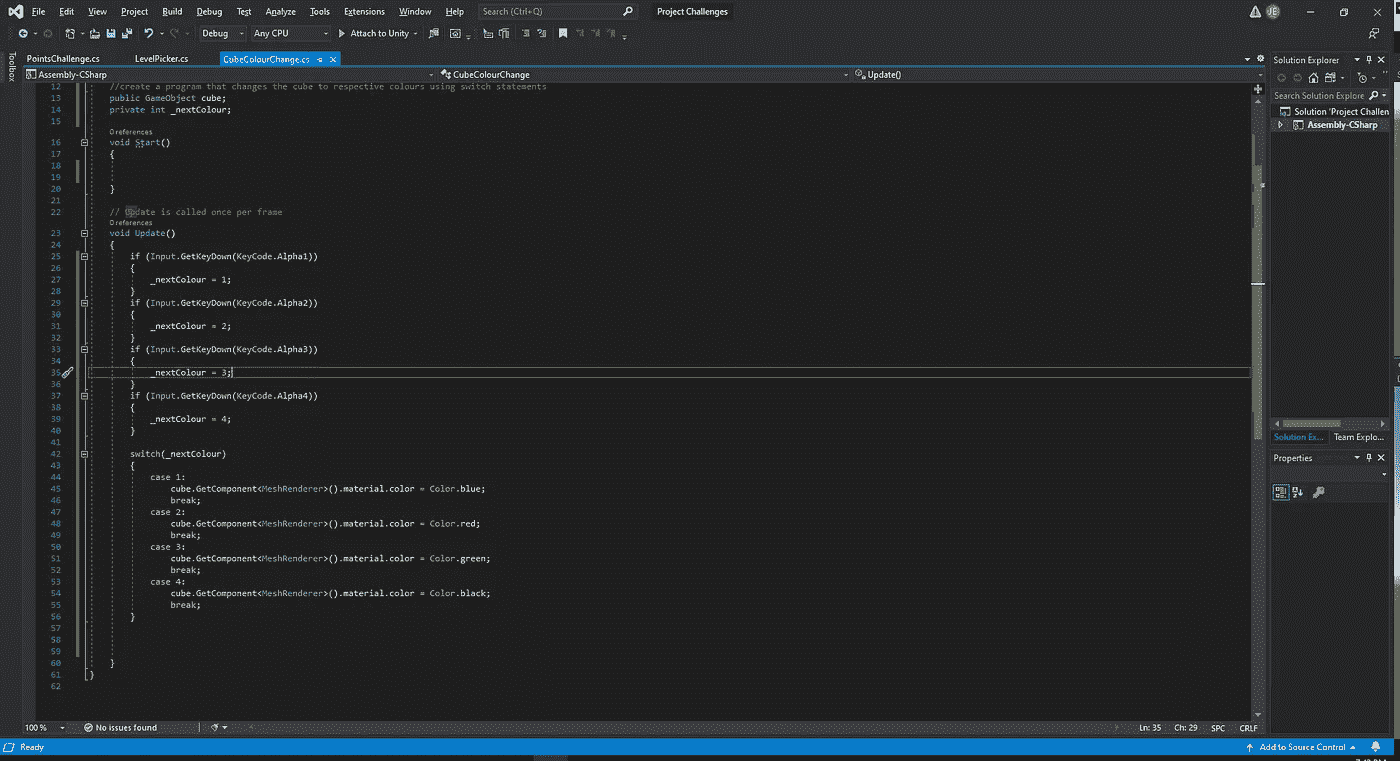 File Edit View Project Build Debug Test Analyze Tools Extensions Window Help Search (Ctrl+Q) Project Challenges JE
Debug Any CPU Attach to Unity
Toolbox
PointsChallenge.cs LevelPicker.cs CubeColourChange.cs
Assembly-CSharp CubeColourChange Update()
12 //create a program that changes the cube to respective colours using switch statements
13 public GameObject cube;
14 private int _nextColour;
15
0 references
16 void Start()
17 {
18
19
20 }
21
22 // Update is called once per frame
0 references
23 void Update()
24 {
25 if (Input.GetKeyDown(KeyCode.Alpha1))
26 {
27 _nextColour = 1;
28 }
29 if (Input.GetKeyDown(KeyCode.Alpha2))
30 {
31 _nextColour = 2;
32 }
33 if (Input.GetKeyDown(KeyCode.Alpha3))
34 {
35 _nextColour = 3;
36 }
37 if (Input.GetKeyDown(KeyCode.Alpha4))
38 {
39 _nextColour = 4;
40 }
41
42 switch(_nextColour)
43 {
44 case 1:
45 cube.GetComponent<MeshRenderer>().material.color = Color.blue;
46 break;
47 case 2:
48 cube.GetComponent<MeshRenderer>().material.color = Color.red;
49 break;
50 case 3:
51 cube.GetComponent<MeshRenderer>().material.color = Color.green;
52 break;
53 case 4:
54 cube.GetComponent<MeshRenderer>().material.color = Color.black;
55 break;
56 }
57
58
59
60 }
61 }
62
100 % No issues found Ln: 35 Ch: 29 SPC CRLF
Solution Explorer
Search Solution Explore
Solution 'Project Challen
Assembly-CSharp
Solution Ex... Team Explo...
Properties
Ready Add to Source Control